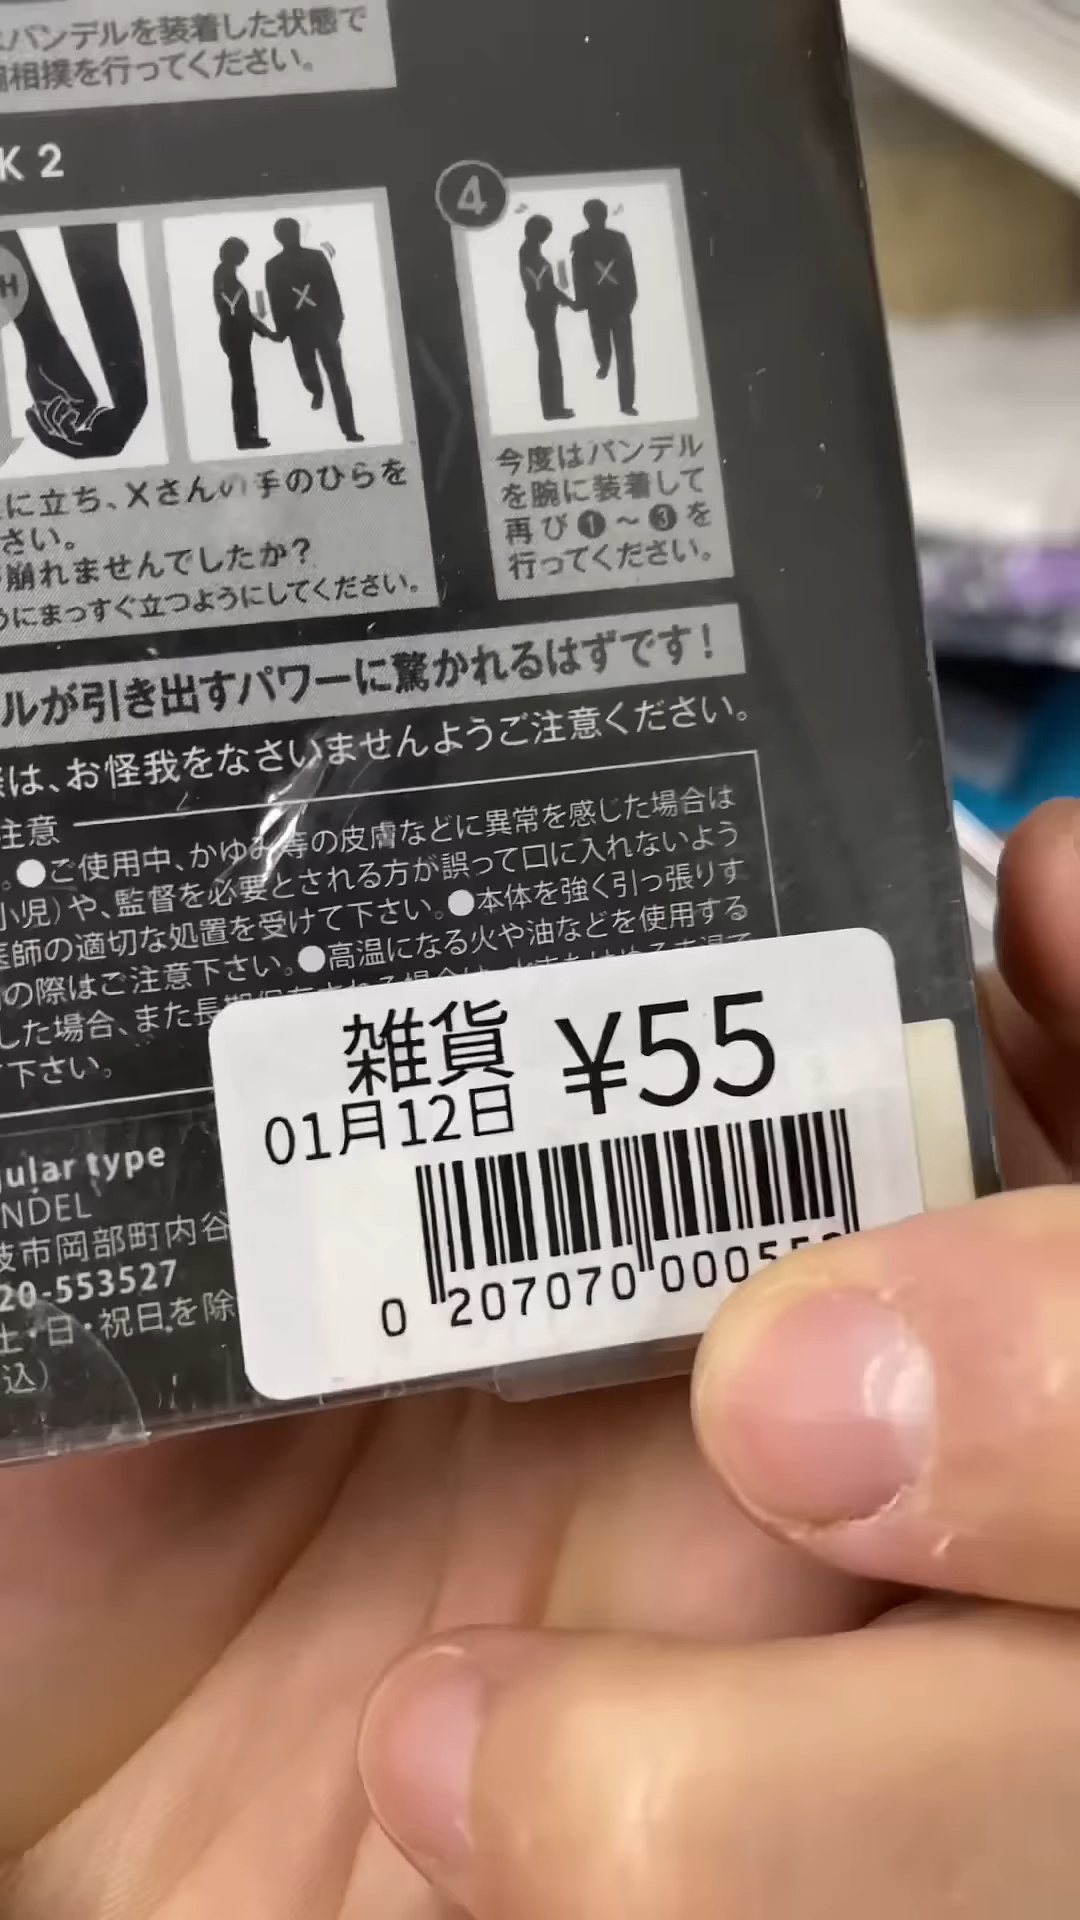 バンデルを装着した状態で
相撲を行ってください。
K 2
H
Y X
4
Y X
に立ち、Xさんの手のひらを
さい。
崩れませんでしたか?
うにまっすぐ立つようにしてください。
今度はバンデル
を腕に装着して
再び❶～❸を
行ってください。
ルが引き出すパワーに驚かれるはずです!
は、お怪我をなさいませんようご注意ください。
注意
。●ご使用中、かゆみ等の皮膚などに異常を感じた場合は
小児)や、監督を必要とされる方が誤って口に入れないよう
医師の適切な処置を受けて下さい。●本体を強く引っ張りす
の際はご注意下さい。●高温になる火や油などを使用する
した場合、また長
下さい。
雑貨 ¥55
01月12日
0 207070 000
ular type
NDEL
市岡部町内谷
20-553527
土・日・祝日を除
込)